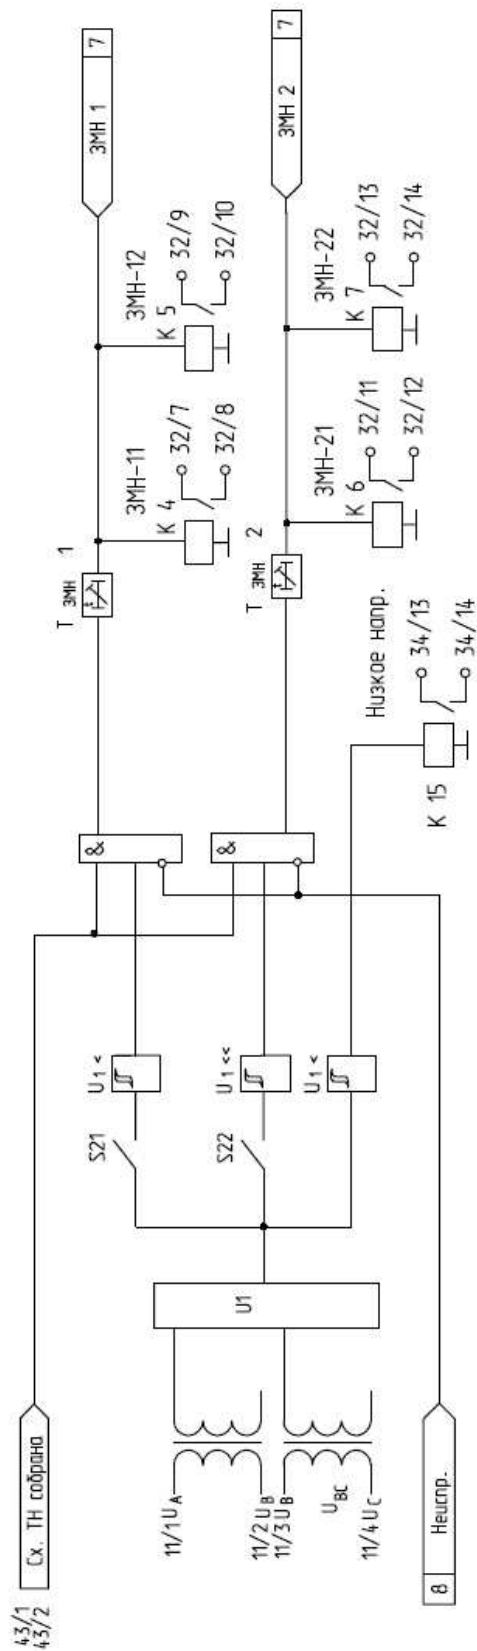 43/1
43/2
Сх. ТН собрана
11/1 U A
11/2 U B
11/3 U B
U BC
11/4 U C
8
Неиспр.
U1
S21
S22
U1 <
U1 <<
U1 <
&
&
Т ЗМН 1
Т ЗМН 2
ЗМН-11
К 4
32/7
32/8
ЗМН-12
К 5
32/9
32/10
ЗМН 1
7
ЗМН-21
К 6
32/11
32/12
ЗМН-22
К 7
32/13
32/14
ЗМН 2
7
Низкое напр.
К 15
34/13
34/14